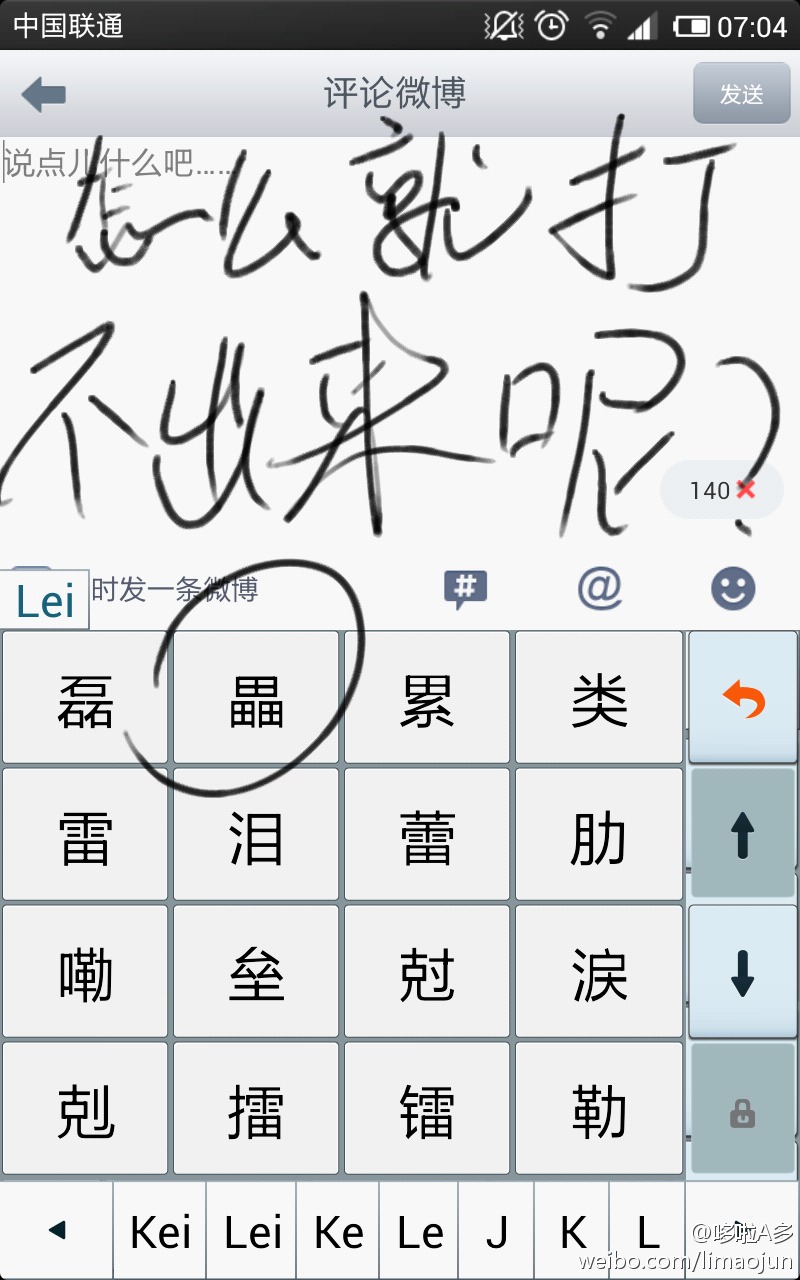 中国联通 07:04
评论微博 发送
说点儿什么吧……
怎么就打
不出来呢?
140
Lei 时发一条微博 # @
磊 畾 累 类
雷 泪 蕾 肋
嘞 垒 尅 涙
剋 擂 镭 勒
Kei Lei Ke Le J K L
@哆啦A多
weibo.com/limaojun